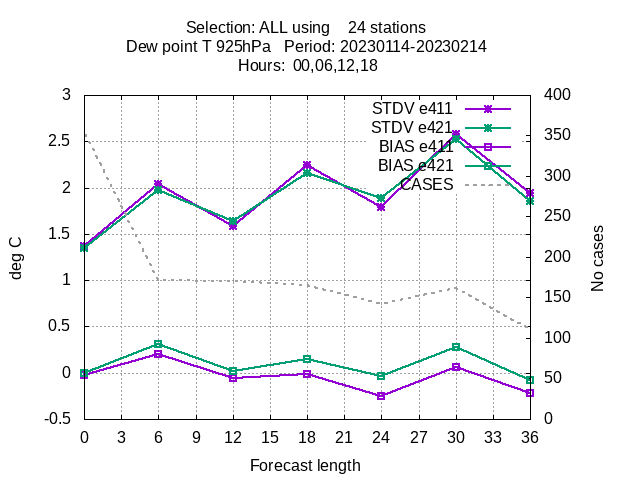 Selection: ALL using    24 stations
Dew point T 925hPa   Period: 20230114-20230214
Hours:  00,06,12,18
STDV e411
STDV e421
BIAS e411
BIAS e421
CASES
3
2.5
2
1.5
1
0.5
0
-0.5
400
350
300
250
200
150
100
50
0
deg C
No cases
0 3 6 9 12 15 18 21 24 27 30 33 36
Forecast length